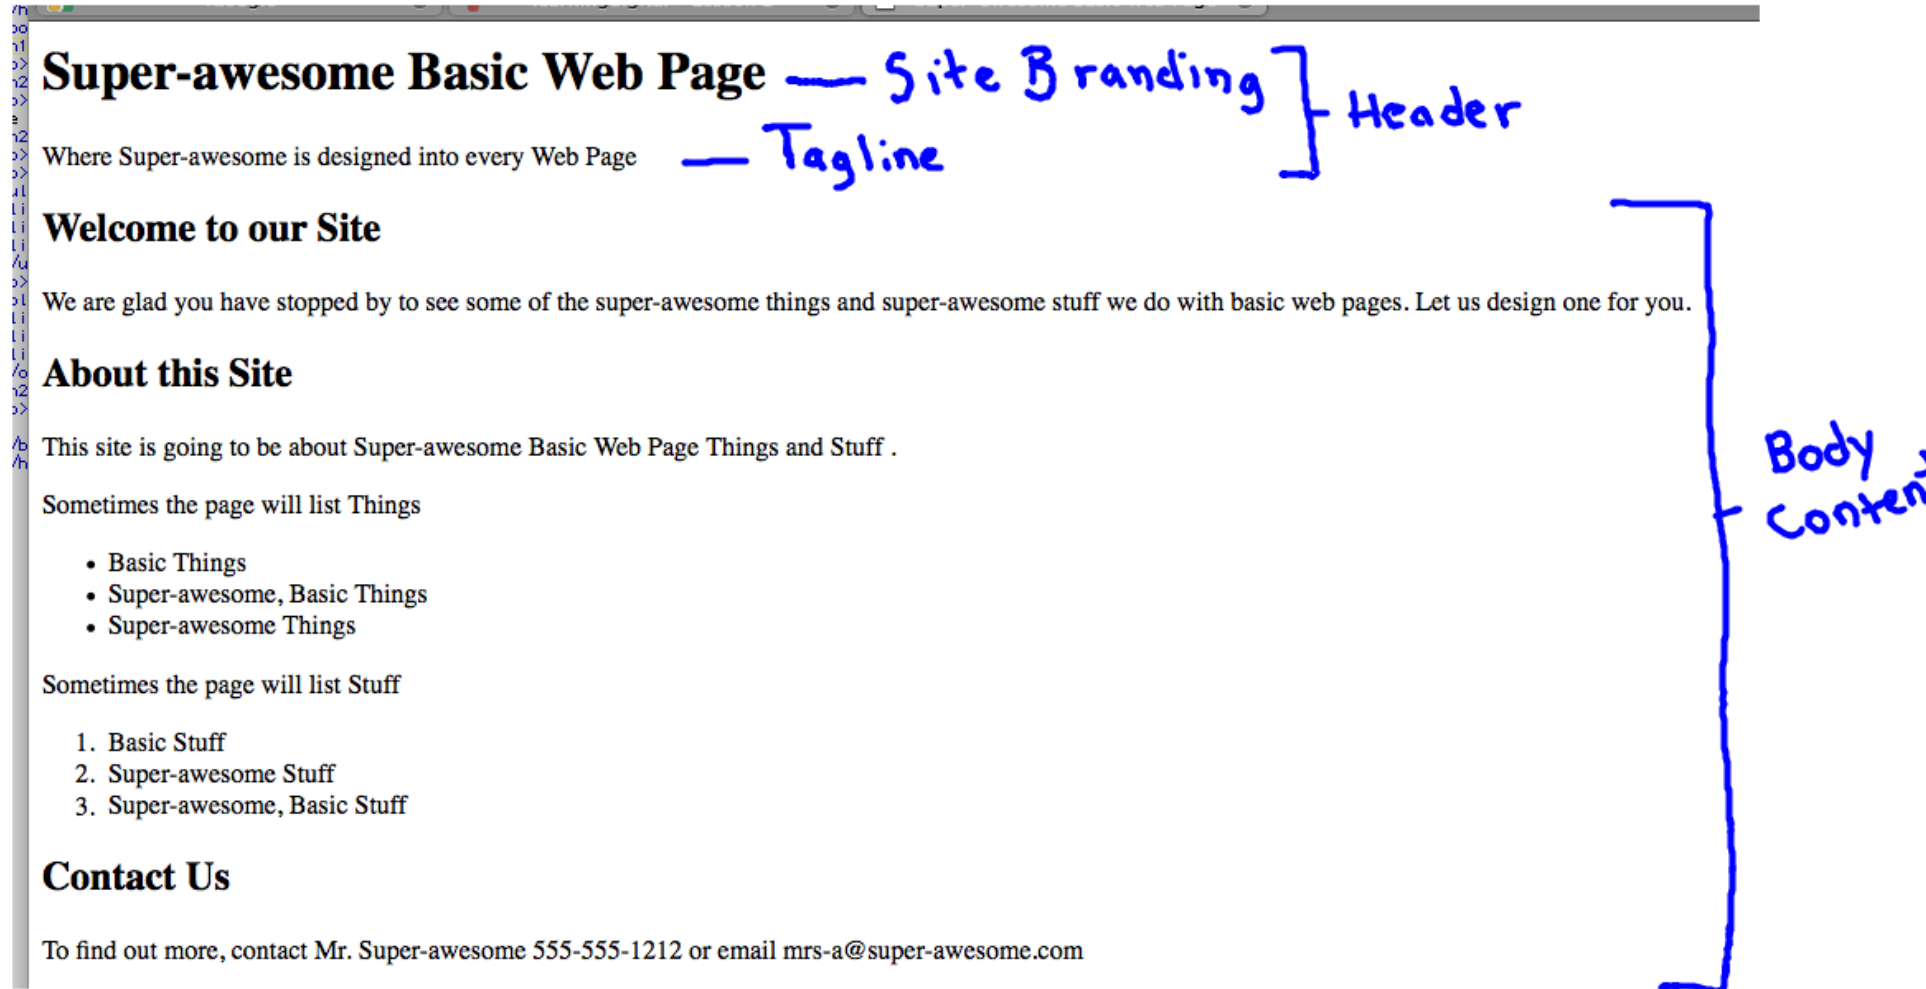 Super-awesome Basic Web Page — Site Branding
Header
Where Super-awesome is designed into every Web Page — Tagline
Welcome to our Site
We are glad you have stopped by to see some of the super-awesome things and super-awesome stuff we do with basic web pages. Let us design one for you.
About this Site
This site is going to be about Super-awesome Basic Web Page Things and Stuff .
Body
Sometimes the page will list Things
• Basic Things
• Super-awesome, Basic Things
• Super-awesome Things
Sometimes the page will list Stuff
1. Basic Stuff
2. Super-awesome Stuff
3. Super-awesome, Basic Stuff
Contact Us
To find out more, contact Mr. Super-awesome 555-555-1212 or email mrs-a@super-awesome.com